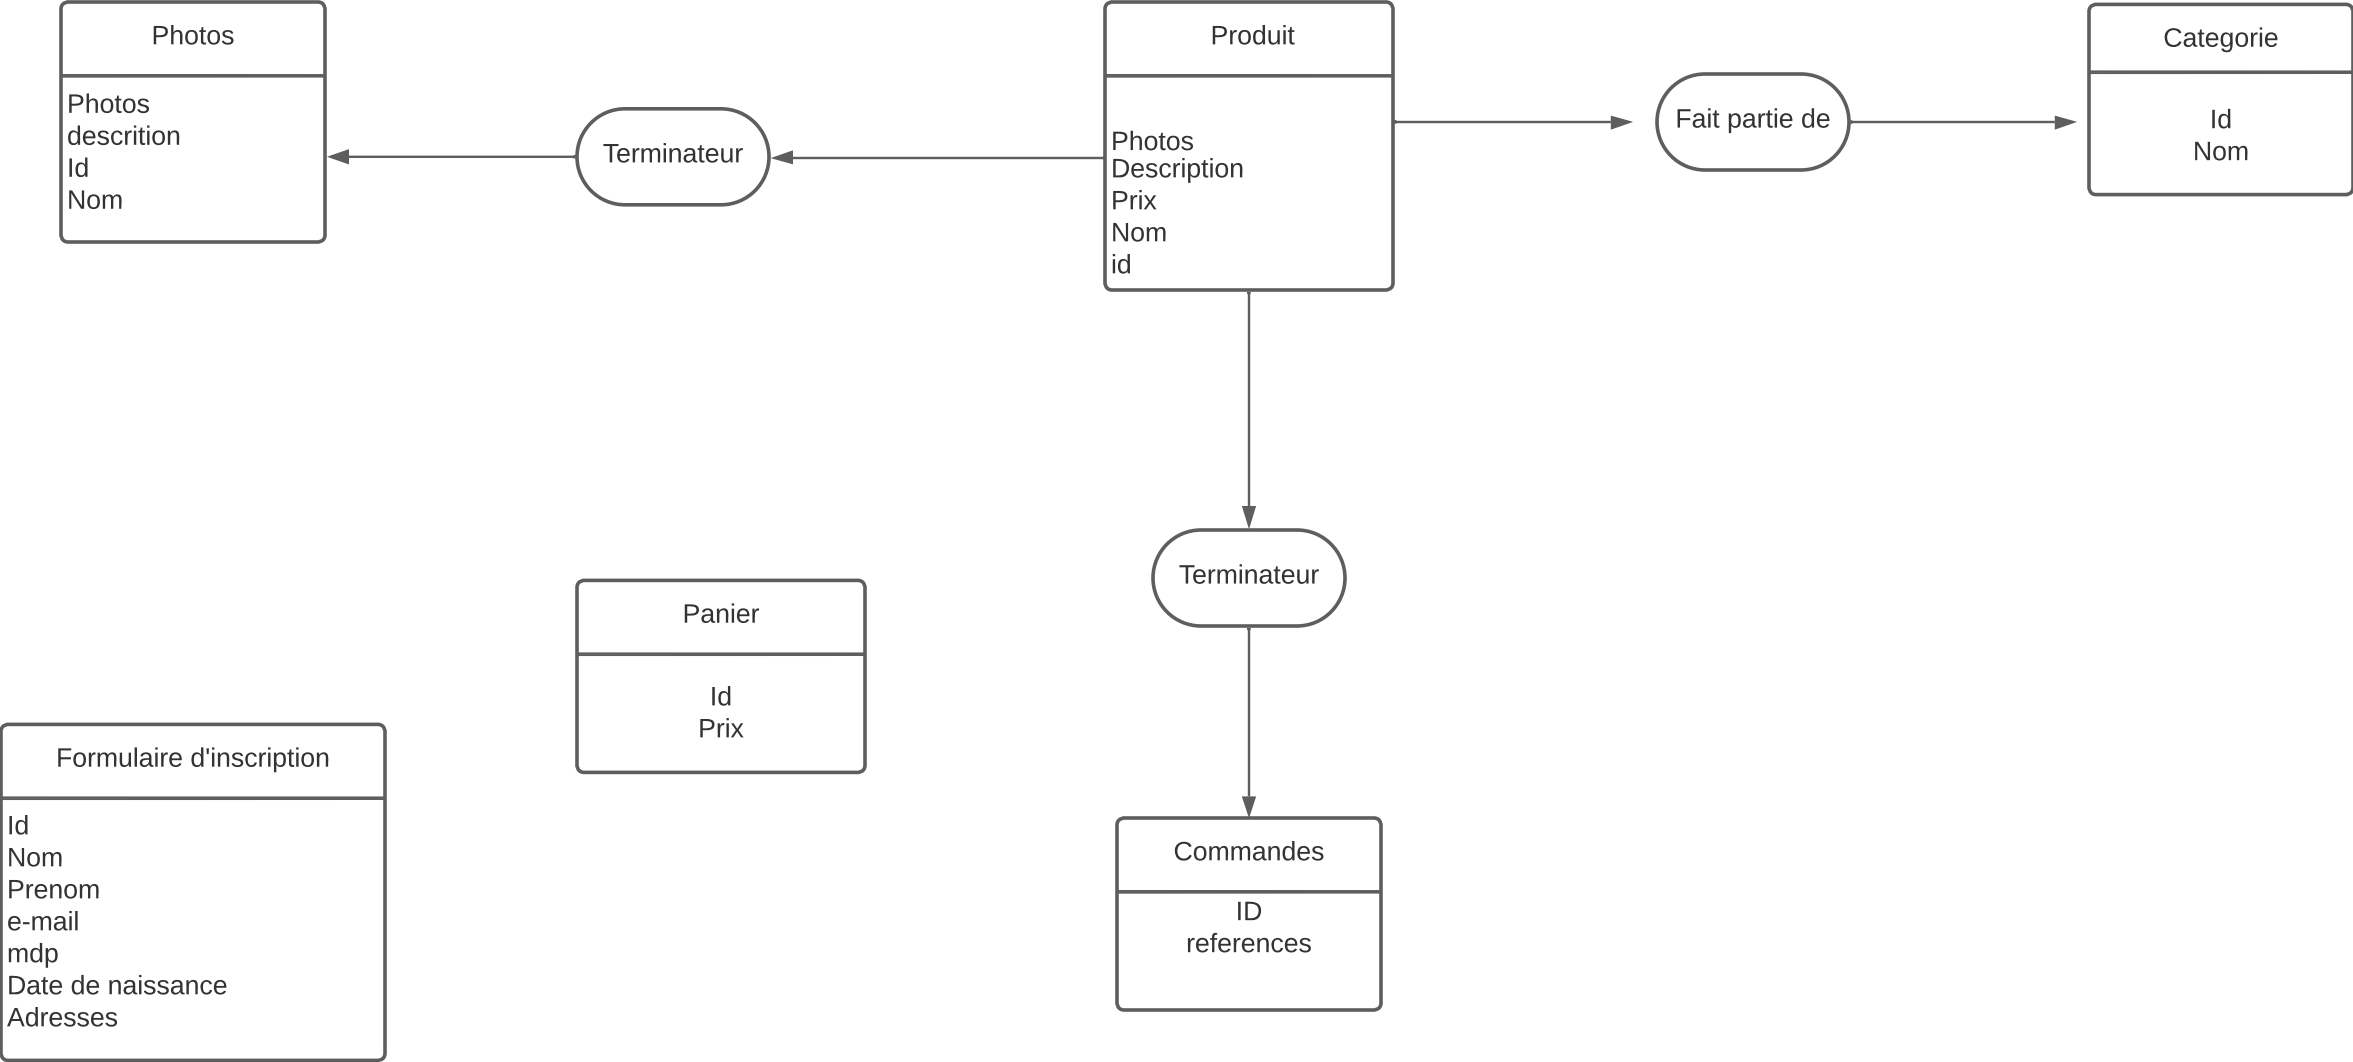 Photos
Photos
descrition
Id
Nom
Terminateur
Produit
Photos
Description
Prix
Nom
id
Fait partie de
Categorie
Id
Nom
Terminateur
Panier
Id
Prix
Formulaire d'inscription
Id
Nom
Prenom
e-mail
mdp
Date de naissance
Adresses
Commandes
ID
references